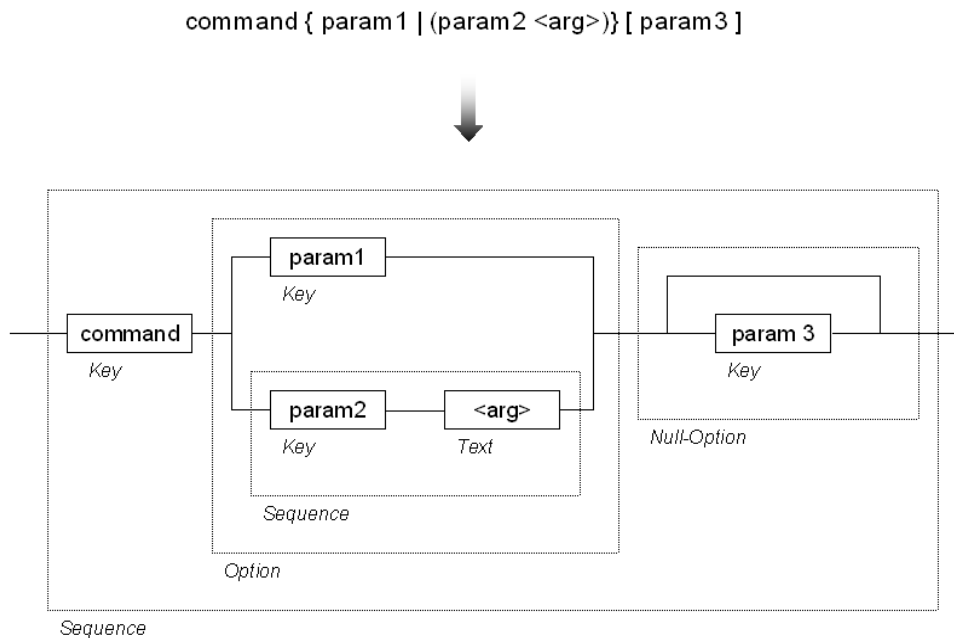 command { param1 | (param2 <arg>)} [ param3 ]
param1
Key
command
Key
param 3
Key
param2
<arg>
Key
Text
Null-Option
Sequence
Option
Sequence